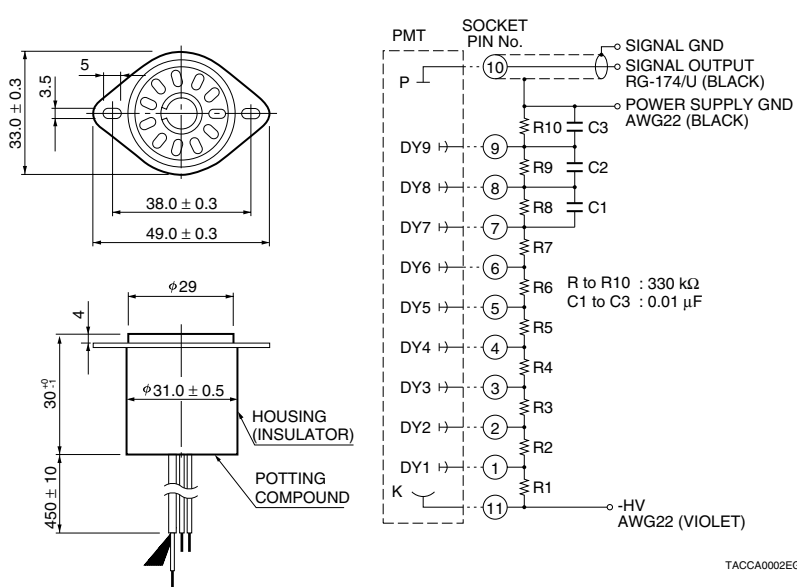 5
3.5
33.0 ± 0.3
38.0 ± 0.3
49.0 ± 0.3
φ29
4
30 +0 -1
φ31.0 ± 0.5
HOUSING
(INSULATOR)
450 ± 10
POTTING
COMPOUND
PMT
SOCKET
PIN No.
P
10
SIGNAL GND
SIGNAL OUTPUT
RG-174/U (BLACK)
POWER SUPPLY GND
AWG22 (BLACK)
R10 C3
DY9 9
R9 C2
DY8 8
R8 C1
DY7 7
R7
DY6 6
R6
R to R10 : 330 kΩ
C1 to C3 : 0.01 µF
DY5 5
R5
DY4 4
R4
DY3 3
R3
DY2 2
R2
DY1 1
R1
K
11
-HV
AWG22 (VIOLET)